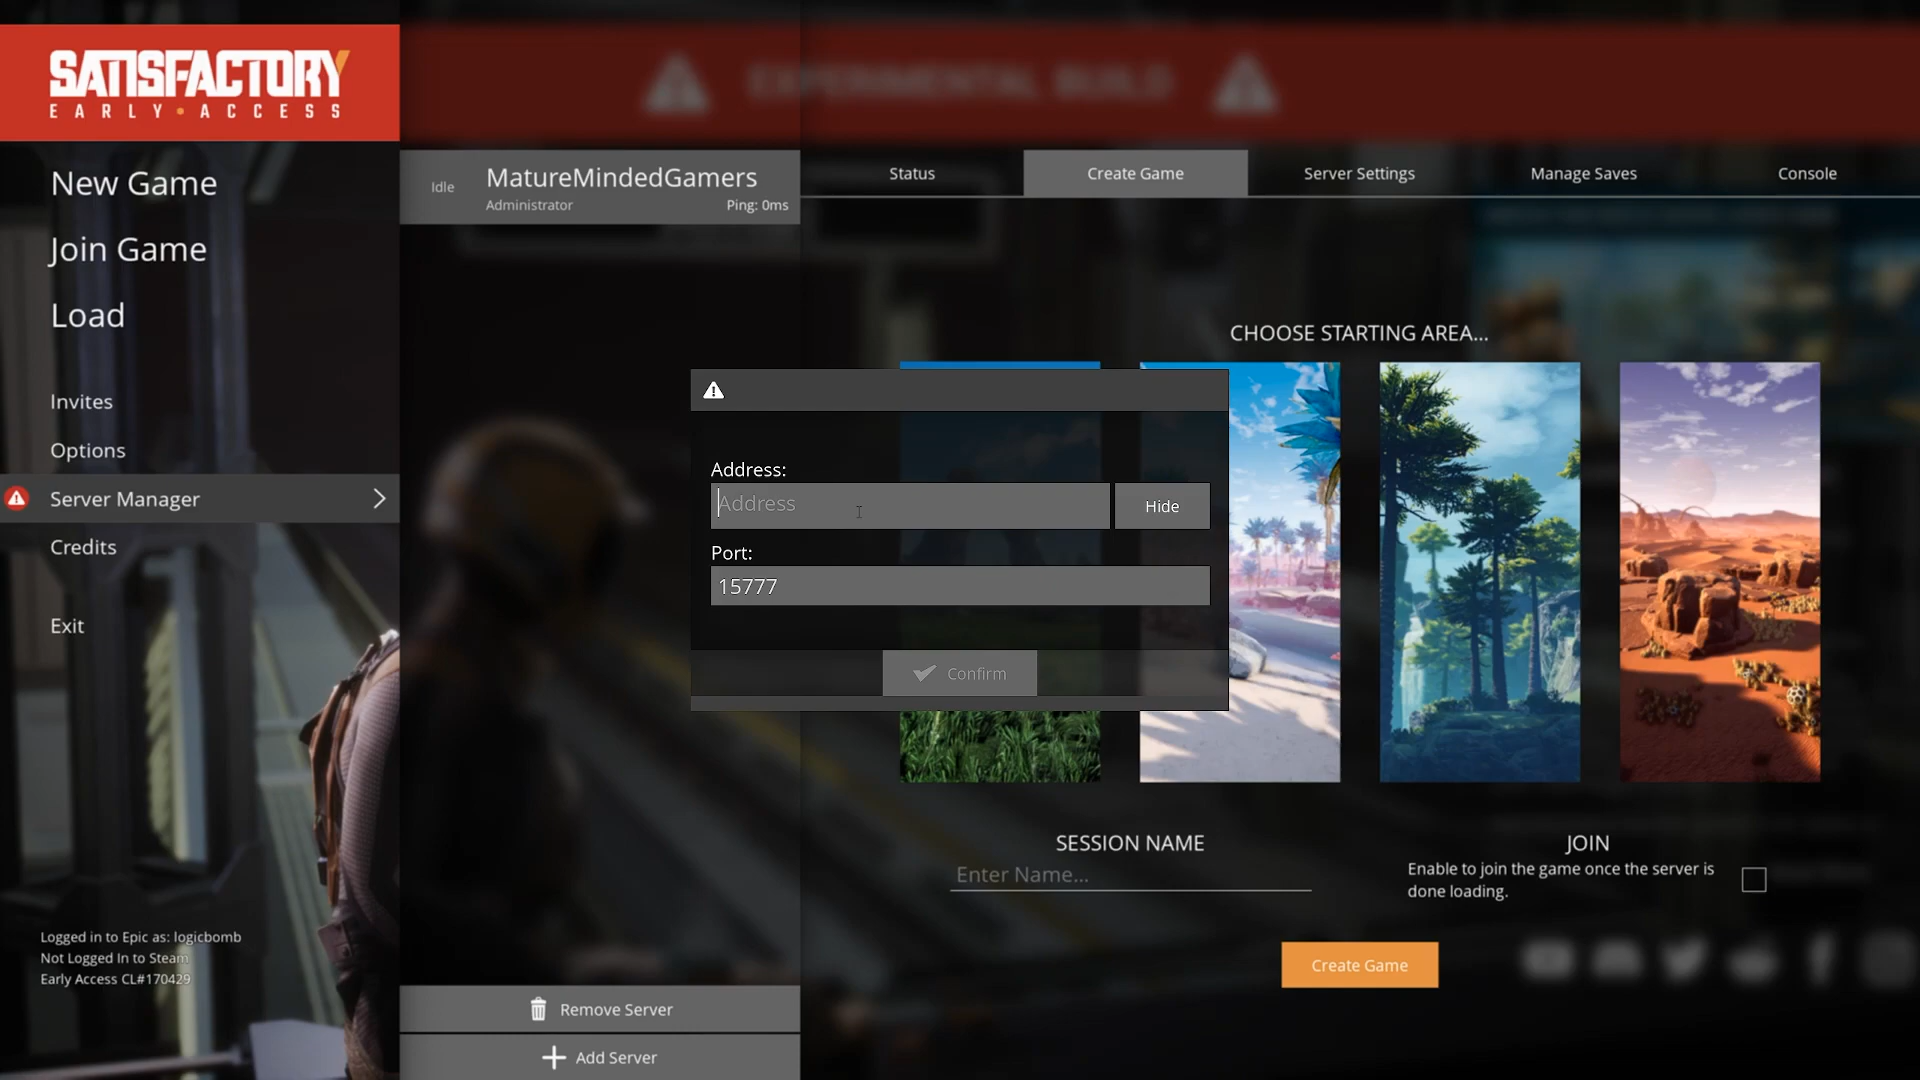 SATISFACTORY
EARLY ACCESS
EXPERIMENTAL BUILD
New Game
Join Game
Load
Invites
Options
Server Manager
Credits
Exit
Logged in to Epic as: logicbomb
Not Logged In to Steam
Early Access CL#170429
Idle
MatureMindedGamers
Administrator
Ping: 0ms
Remove Server
Add Server
Status
Create Game
Server Settings
Manage Saves
Console
CHOOSE STARTING AREA...
Address:
Address
Hide
Port:
15777
Confirm
SESSION NAME
Enter Name...
JOIN
Enable to join the game once the server is
done loading.
Create Game